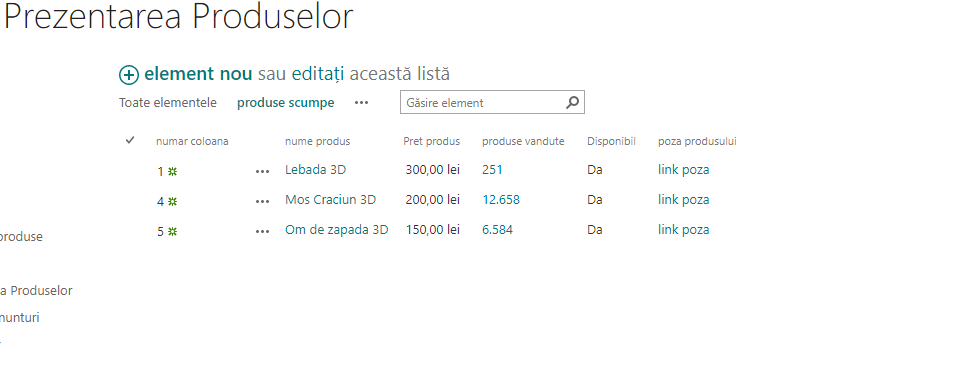 Prezentarea Produselor
element nou sau editați această listă
Toate elementele produse scumpe ••• Găsire element
numar coloana nume produs Pret produs produse vandute Disponibil poza produsului
1 ••• Lebada 3D 300,00 lei 251 Da link poza
4 ••• Mos Craciun 3D 200,00 lei 12.658 Da link poza
5 ••• Om de zapada 3D 150,00 lei 6.584 Da link poza
produse
a Produselor
nunturi